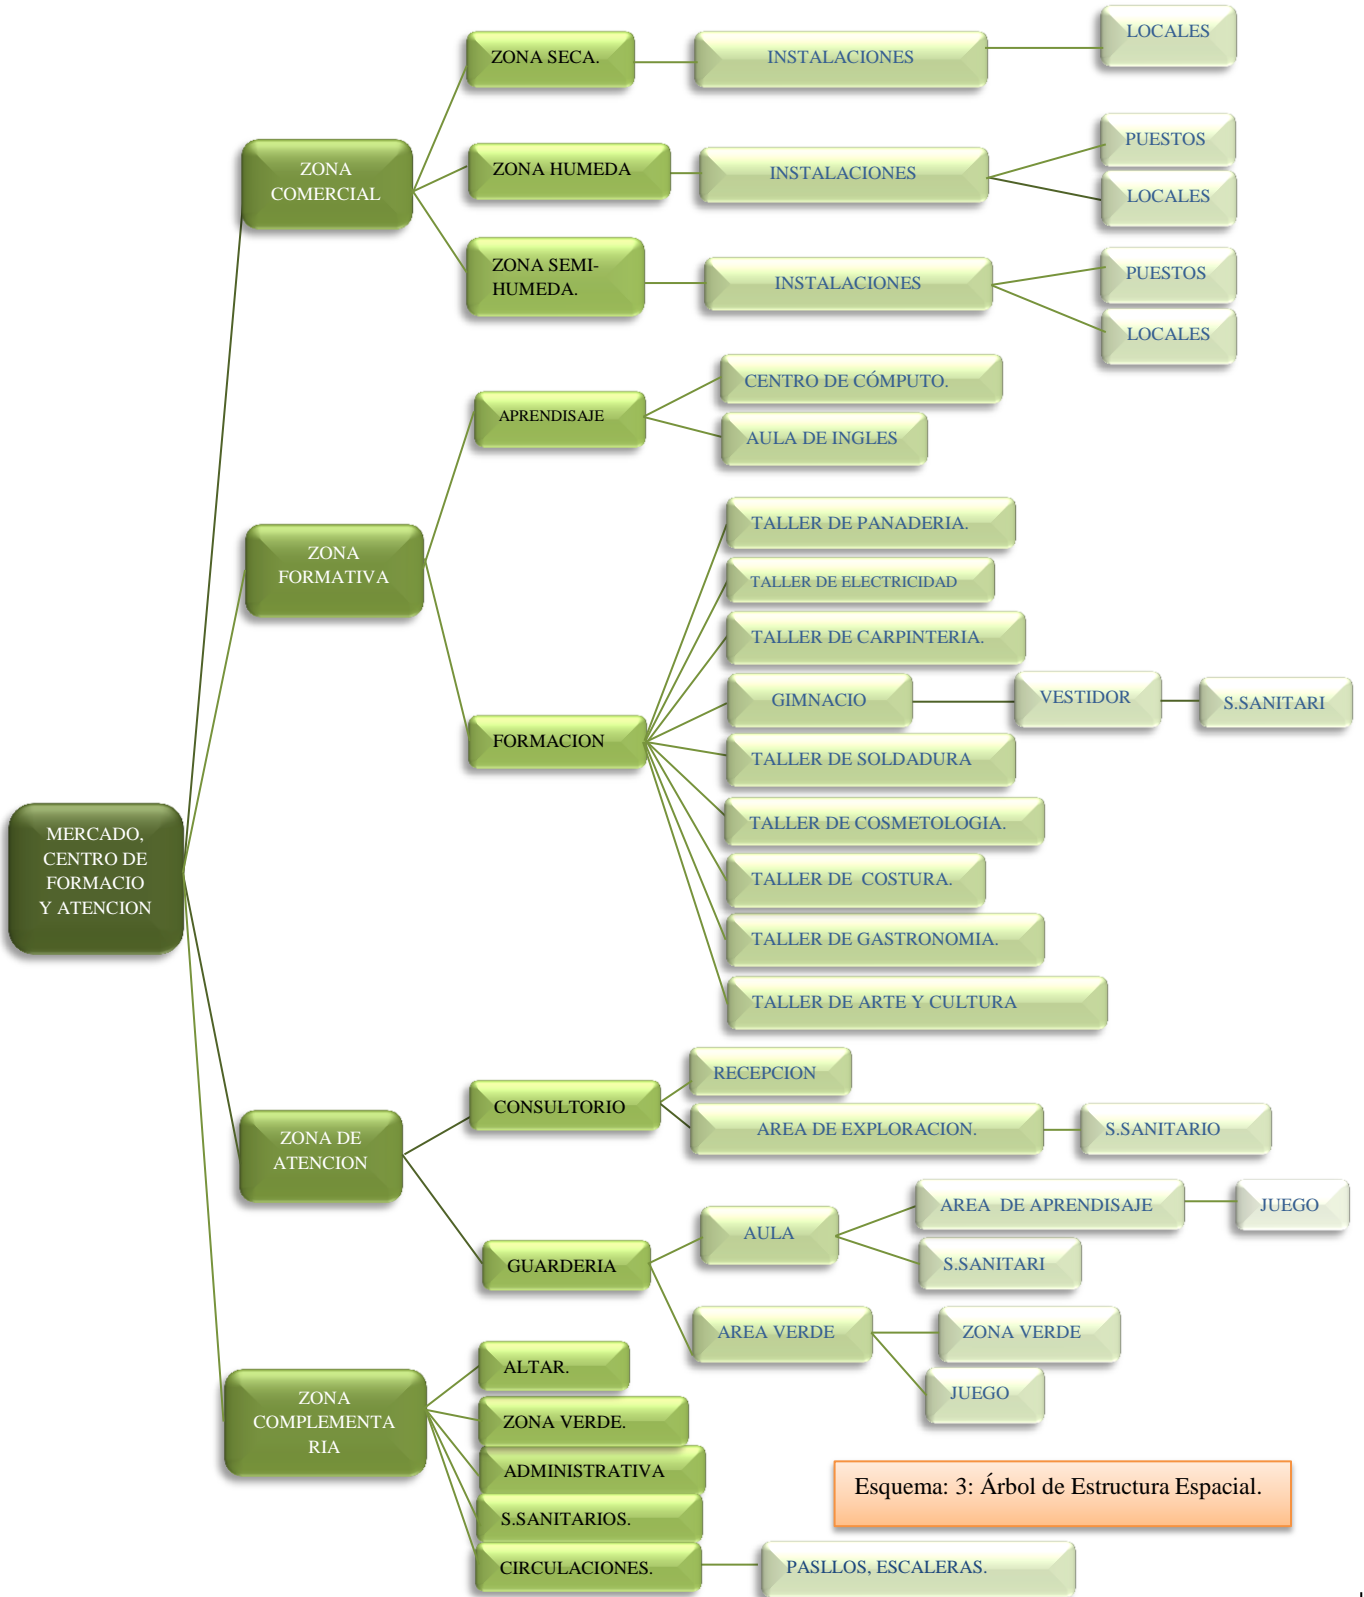 ZONA SECA.
INSTALACIONES
LOCALES
ZONA
COMERCIAL
ZONA HUMEDA
INSTALACIONES
PUESTOS
LOCALES
ZONA SEMI-
HUMEDA.
INSTALACIONES
PUESTOS
LOCALES
ZONA
FORMATIVA
APRENDISAJE
CENTRO DE CÓMPUTO.
AULA DE INGLES
FORMACION
TALLER DE PANADERIA.
TALLER DE ELECTRICIDAD
TALLER DE CARPINTERIA.
GIMNACIO
VESTIDOR
S.SANITARI
TALLER DE SOLDADURA
TALLER DE COSMETOLOGIA.
TALLER DE COSTURA.
TALLER DE GASTRONOMIA.
TALLER DE ARTE Y CULTURA
MERCADO,
CENTRO DE
FORMACIO
Y ATENCION
ZONA DE
ATENCION
CONSULTORIO
RECEPCION
AREA DE EXPLORACION.
S.SANITARIO
GUARDERIA
AULA
AREA DE APRENDISAJE
JUEGO
S.SANITARI
AREA VERDE
ZONA VERDE
JUEGO
ZONA
COMPLEMENTA
RIA
ALTAR.
ZONA VERDE.
ADMINISTRATIVA
S.SANITARIOS.
CIRCULACIONES.
PASLLOS, ESCALERAS.
Esquema: 3: Árbol de Estructura Espacial.